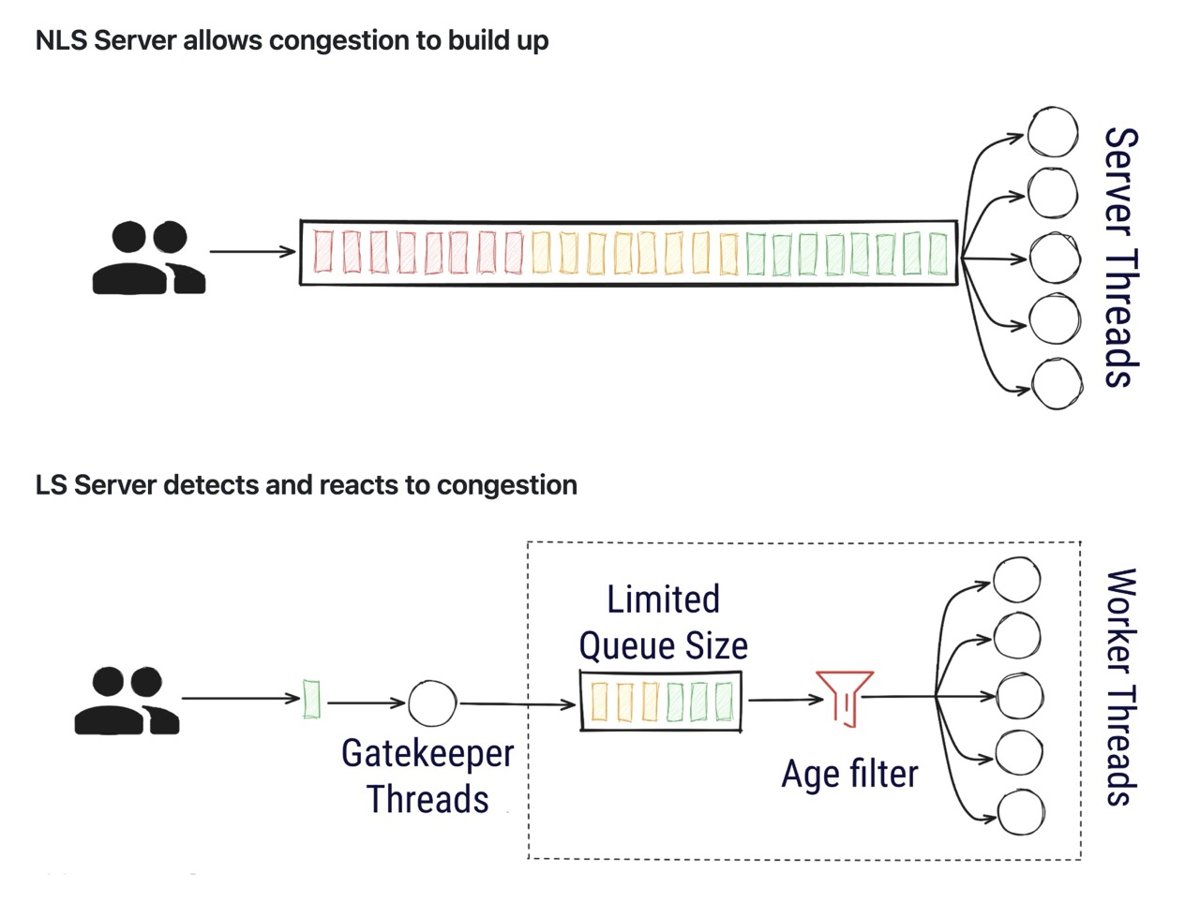 NLS Server allows congestion to build up
Server Threads
LS Server detects and reacts to congestion
Limited
Queue Size
Gatekeeper
Threads
Age filter
Worker Threads